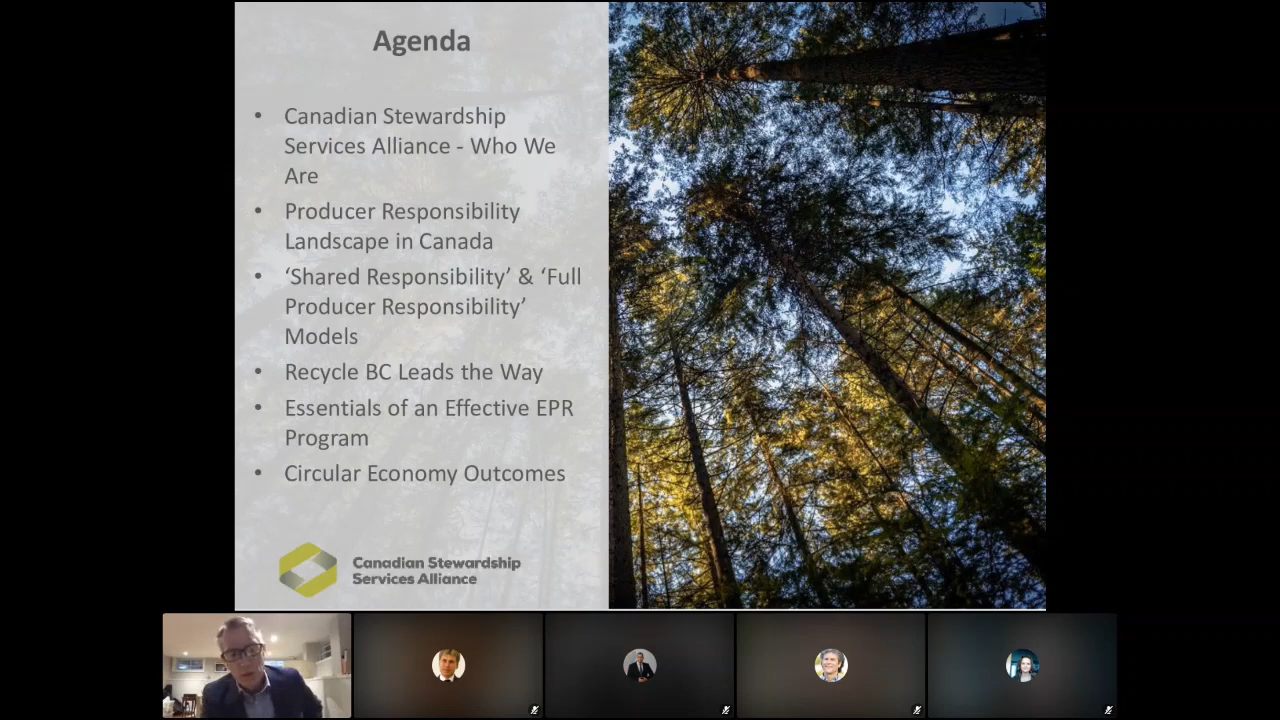 Agenda
• Canadian Stewardship
Services Alliance - Who We
Are
• Producer Responsibility
Landscape in Canada
• ‘Shared Responsibility’ & ‘Full
Producer Responsibility’
Models
• Recycle BC Leads the Way
• Essentials of an Effective EPR
Program
• Circular Economy Outcomes
Canadian Stewardship
Services Alliance